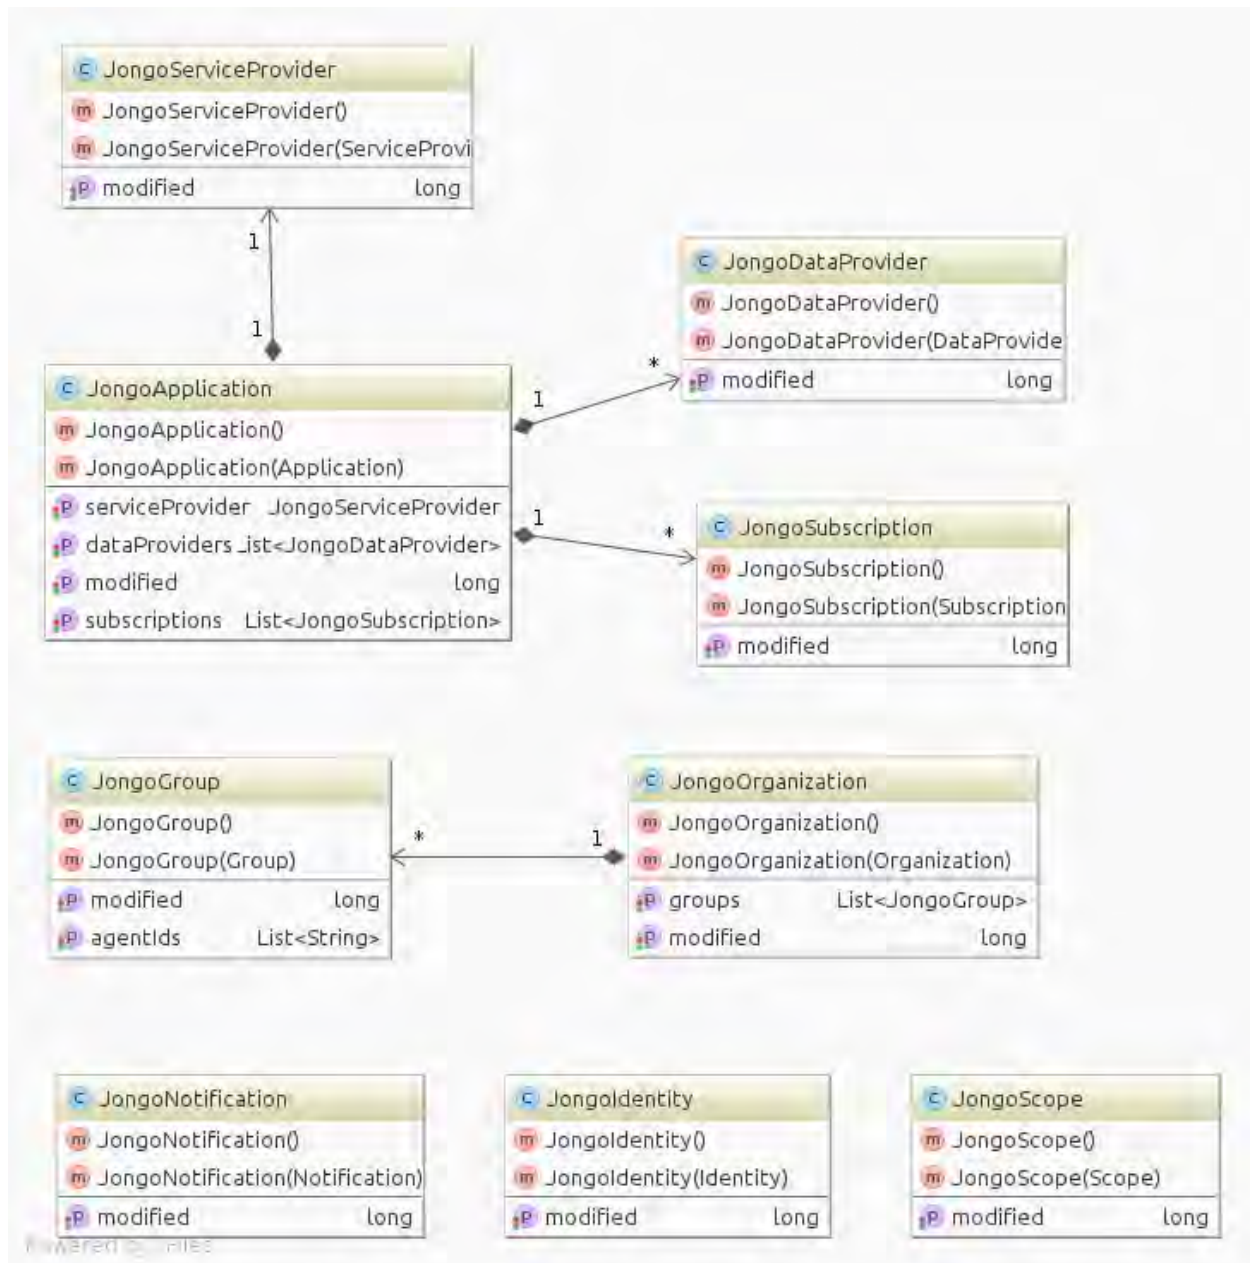 C JongoServiceProvider
m JongoServiceProvider()
m JongoServiceProvider(ServiceProvi
P modified long
1
1
C JongoDataProvider
m JongoDataProvider()
m JongoDataProvider(DataProvide
P modified long
*
1
C JongoApplication
m JongoApplication()
m JongoApplication(Application)
P serviceProvider JongoServiceProvider
P dataProviders List<JongoDataProvider>
P modified long
P subscriptions List<JongoSubscription>
1
*
C JongoSubscription
m JongoSubscription()
m JongoSubscription(Subscription
P modified long
C JongoGroup
m JongoGroup()
m JongoGroup(Group)
P modified long
P agentIds List<String>
*
1
C JongoOrganization
m JongoOrganization()
m JongoOrganization(Organization)
P groups List<JongoGroup>
P modified long
C JongoNotification
m JongoNotification()
m JongoNotification(Notification)
P modified long
C JongoIdentity
m JongoIdentity()
m JongoIdentity(Identity)
P modified long
C JongoScope
m JongoScope()
m JongoScope(Scope)
P modified long
Powered by yFiles